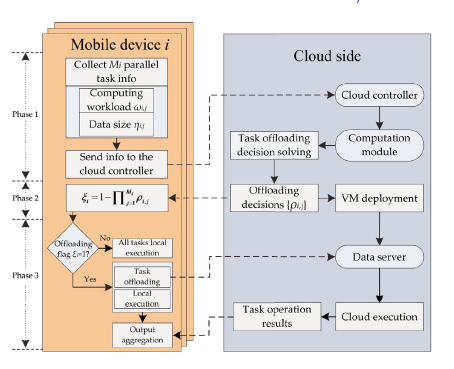 Mobile device i
Collect Mi parallel
task info
Computing
workload ωi,j
Data size ηi,j
Send info to the
cloud controller
ξi = 1 − ∏ Mi j=1 ρi,j
Offloading
flag ξi=1?
No
All tasks local
execution
Yes
Task
offloading
Local
execution
Output
aggregation
Phase 1
Phase 2
Phase 3
Cloud side
Cloud controller
Task offloading
decision solving
Computation
module
Offloading
decisions {ρi,j}
VM deployment
Data server
Task operation
results
Cloud execution